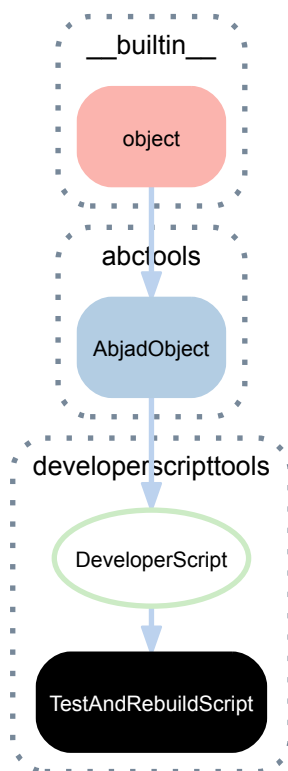 __builtin__
object
abctools
AbjadObject
developerscripttools
DeveloperScript
TestAndRebuildScript